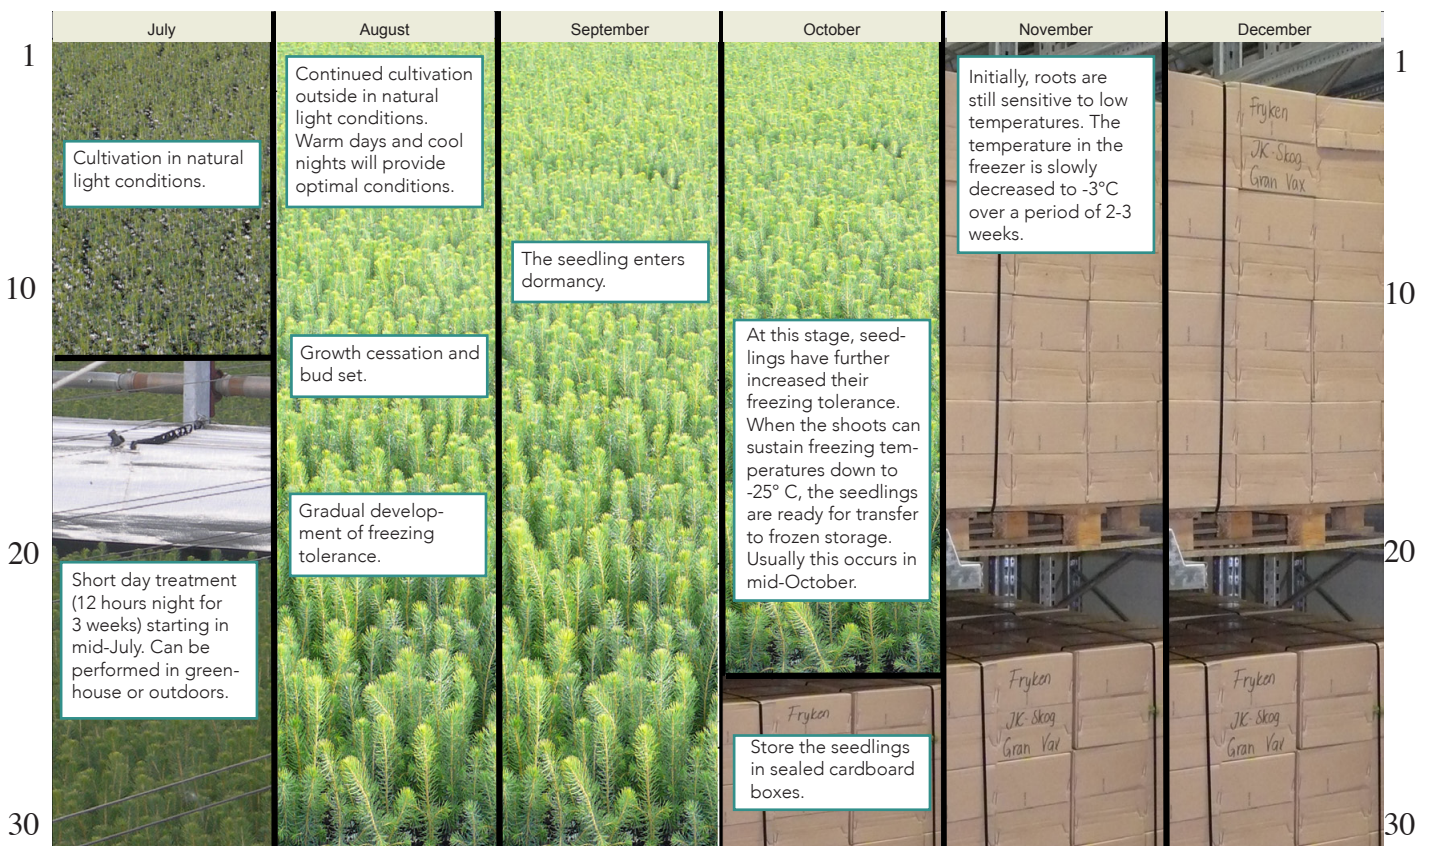 July
August
September
October
November
December
1
10
20
30
Cultivation in natural
light conditions.
Short day treatment
(12 hours night for
3 weeks) starting in
mid-July. Can be
performed in green-
house or outdoors.
Continued cultivation
outside in natural
light conditions.
Warm days and cool
nights will provide
optimal conditions.
Growth cessation and
bud set.
Gradual develop-
ment of freezing
tolerance.
The seedling enters
dormancy.
At this stage, seed-
lings have further
increased their
freezing tolerance.
When the shoots can
sustain freezing tem-
peratures down to
-25° C, the seedlings
are ready for transfer
to frozen storage.
Usually this occurs in
mid-October.
Fryken
Store the seedlings
in sealed cardboard
boxes.
Initially, roots are
still sensitive to low
temperatures. The
temperature in the
freezer is slowly
decreased to -3°C
over a period of 2-3
weeks.
Fryken
JK-Skog
Gran Vax
Fryken
JK-Skog
Gran Vax
Fryken
JK-Skog
Gran Vax
1
10
20
30